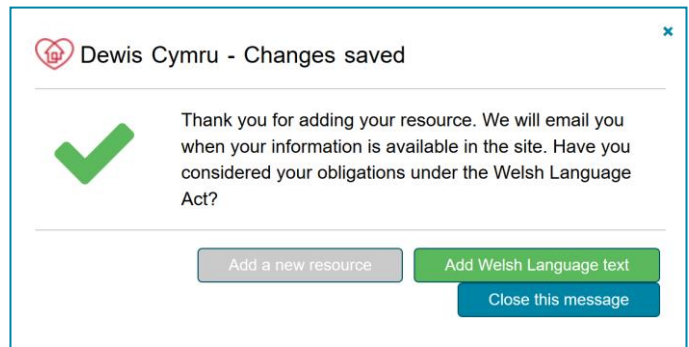 Dewis Cymru - Changes saved
Thank you for adding your resource. We will email you
when your information is available in the site. Have you
considered your obligations under the Welsh Language
Act?
Add a new resource
Add Welsh Language text
Close this message